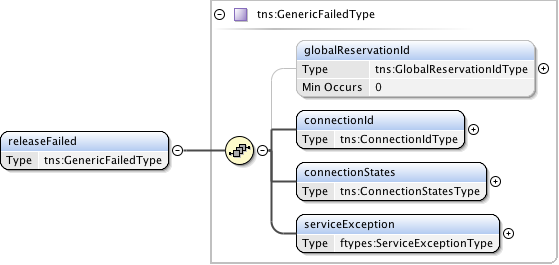 tns:GenericFailedType
globalReservationId
Type tns:GlobalReservationIdType
Min Occurs 0
connectionId
Type tns:ConnectionIdType
releaseFailed
Type tns:GenericFailedType
connectionStates
Type tns:ConnectionStatesType
serviceException
Type ftypes:ServiceExceptionType